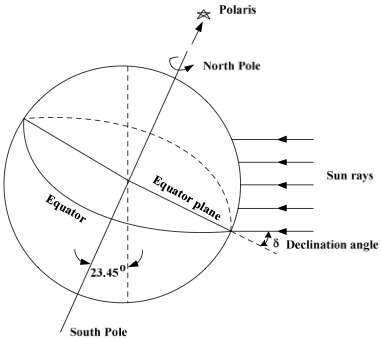 Polaris
North Pole
Sun rays
Equator plane
Equator
δ
Declination angle
23.45°
South Pole